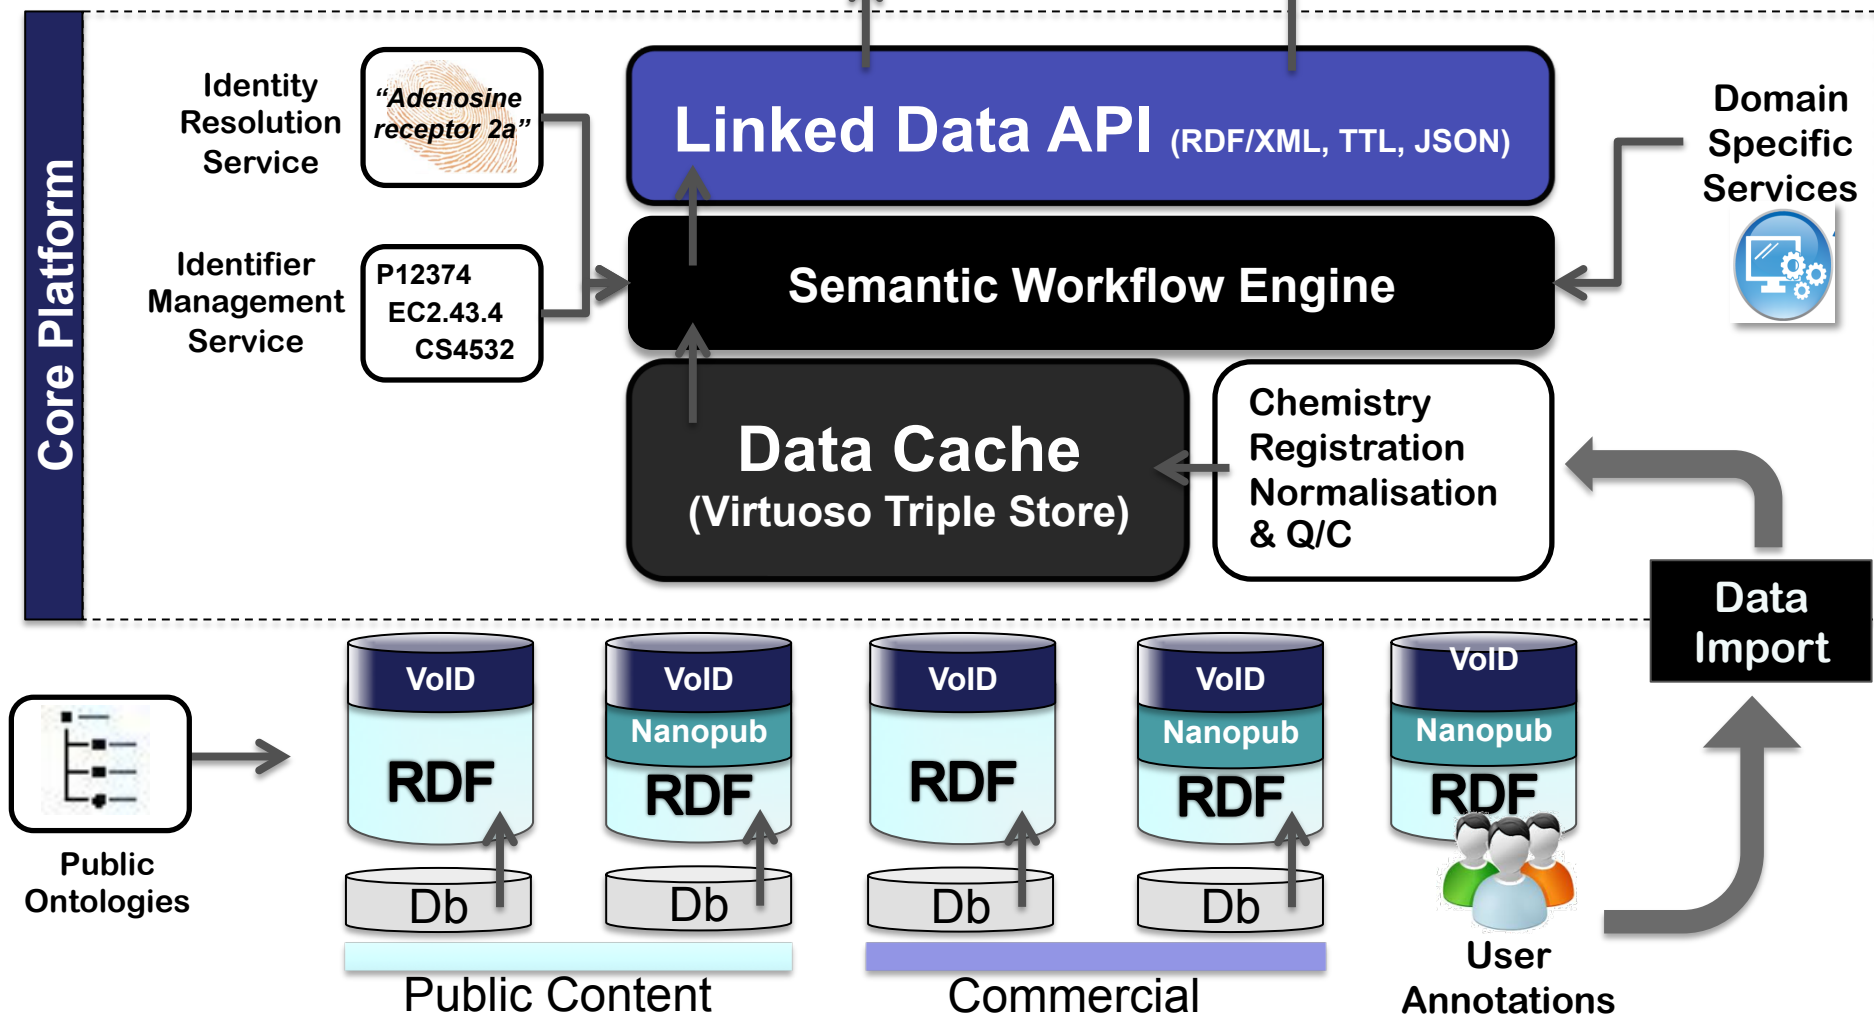 Core Platform
Identity
Resolution
Service
“Adenosine
receptor 2a”
Linked Data API (RDF/XML, TTL, JSON)
Domain
Specific
Services
Identifier
Management
Service
P12374
EC2.43.4
CS4532
Semantic Workflow Engine
Data Cache
(Virtuoso Triple Store)
Chemistry
Registration
Normalisation
& Q/C
Data
Import
VoID
RDF
Db
VoID
Nanopub
RDF
Db
VoID
RDF
Db
VoID
Nanopub
RDF
Db
VoID
Nanopub
RDF
Public
Ontologies
Public Content
Commercial
User
Annotations